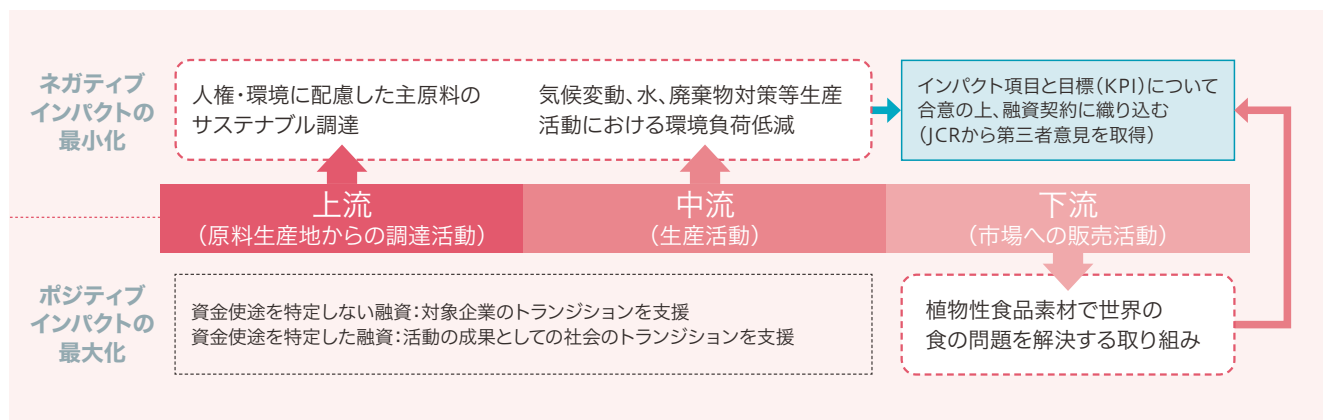 ネガティブ
インパクトの
最小化
人権・環境に配慮した主原料の
サステナブル調達
気候変動、水、廃棄物対策等生産
活動における環境負荷低減
インパクト項目と目標(KPI)について
合意の上、融資契約に織り込む
(JCRから第三者意見を取得)
上流
(原料生産地からの調達活動)
中流
(生産活動)
下流
(市場への販売活動)
ポジティブ
インパクトの
最大化
資金使途を特定しない融資:対象企業のトランジションを支援
資金使途を特定した融資:活動の成果としての社会のトランジションを支援
植物性食品素材で世界の
食の問題を解決する取り組み